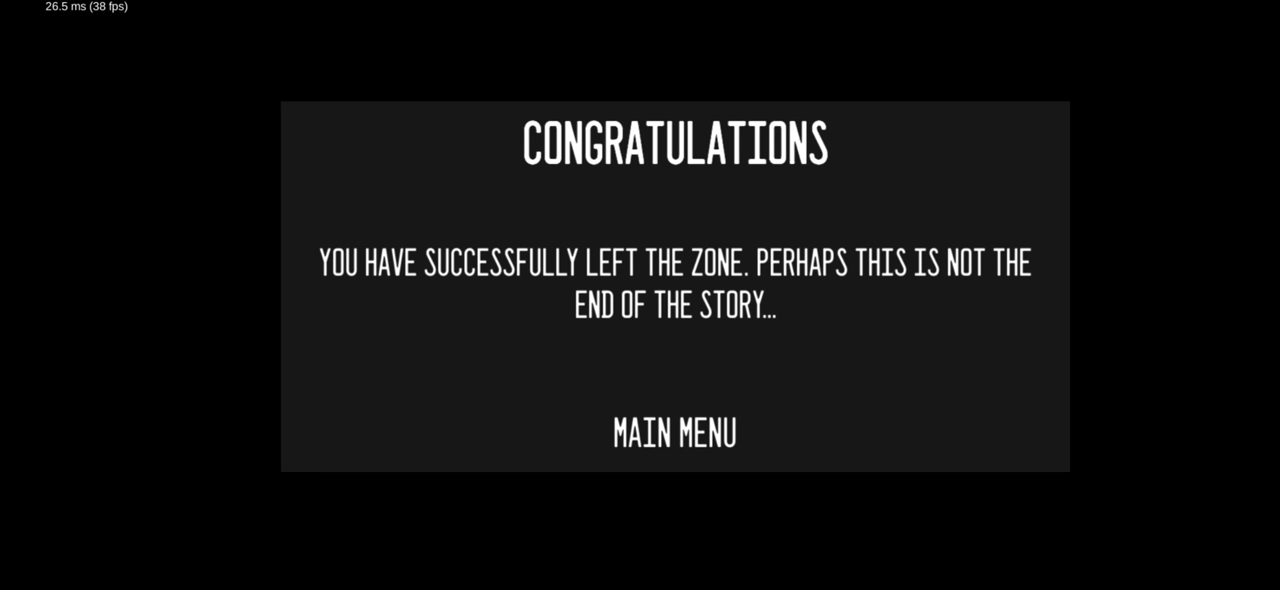 26.5 ms (38 fps)
CONGRATULATIONS
YOU HAVE SUCCESSFULLY LEFT THE ZONE. PERHAPS THIS IS NOT THE
END OF THE STORY...
MAIN MENU